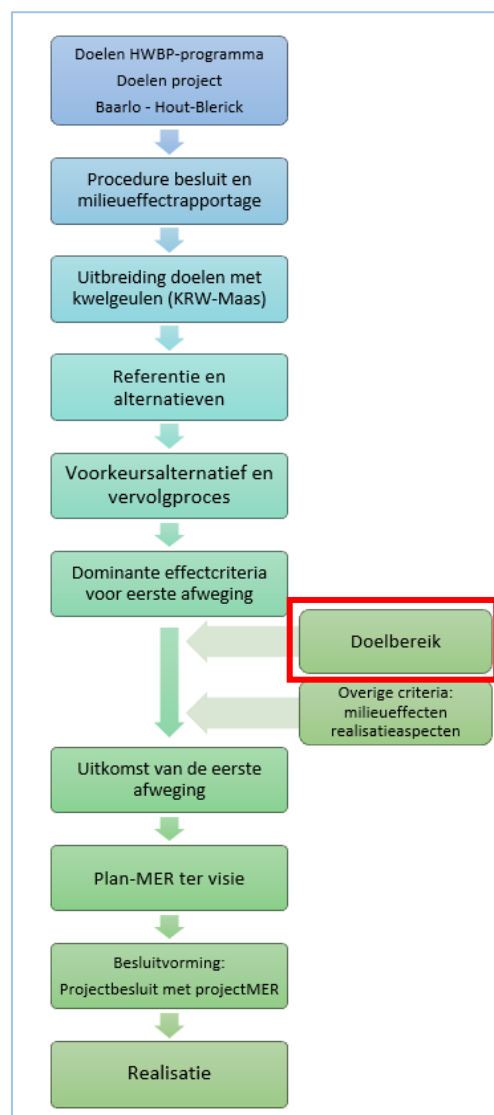 Doelen HWBP-programma
Doelen project
Baarlo - Hout-Blerick
Procedure besluit en
milieueffectrapportage
Uitbreiding doelen met
kwelgeulen (KRW-Maas)
Referentie en
alternatieven
Voorkeursalternatief en
vervolgproces
Dominante effectcriteria
voor eerste afweging
Doelbereik
Overige criteria:
milieueffecten
realisatieaspecten
Uitkomst van de eerste
afweging
Plan-MER ter visie
Besluitvorming:
Projectbesluit met projectMER
Realisatie